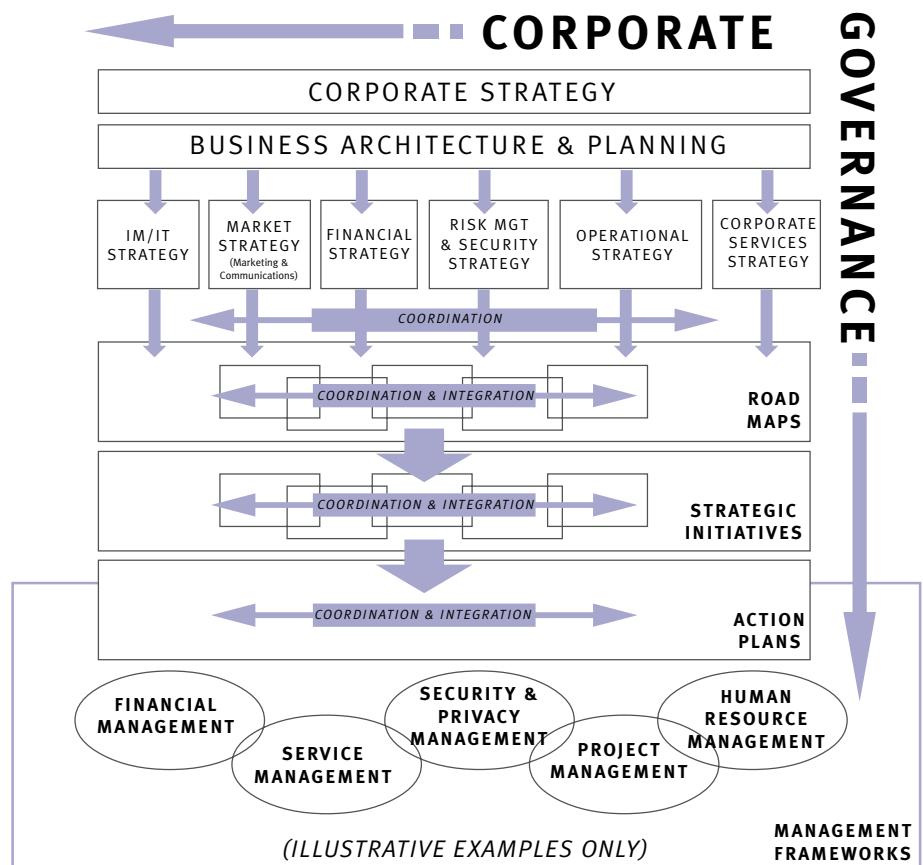 CORPORATE
GOVERNANCE
CORPORATE STRATEGY
BUSINESS ARCHITECTURE & PLANNING
IM/IT
STRATEGY
MARKET
STRATEGY
(Marketing &
Communications)
FINANCIAL
STRATEGY
RISK MGT
& SECURITY
STRATEGY
OPERATIONAL
STRATEGY
CORPORATE
SERVICES
STRATEGY
COORDINATION
COORDINATION & INTEGRATION
ROAD
MAPS
COORDINATION & INTEGRATION
STRATEGIC
INITIATIVES
COORDINATION & INTEGRATION
ACTION
PLANS
FINANCIAL
MANAGEMENT
SERVICE
MANAGEMENT
SECURITY &
PRIVACY
MANAGEMENT
PROJECT
MANAGEMENT
HUMAN
RESOURCE
MANAGEMENT
(ILLUSTRATIVE EXAMPLES ONLY)
MANAGEMENT
FRAMEWORKS